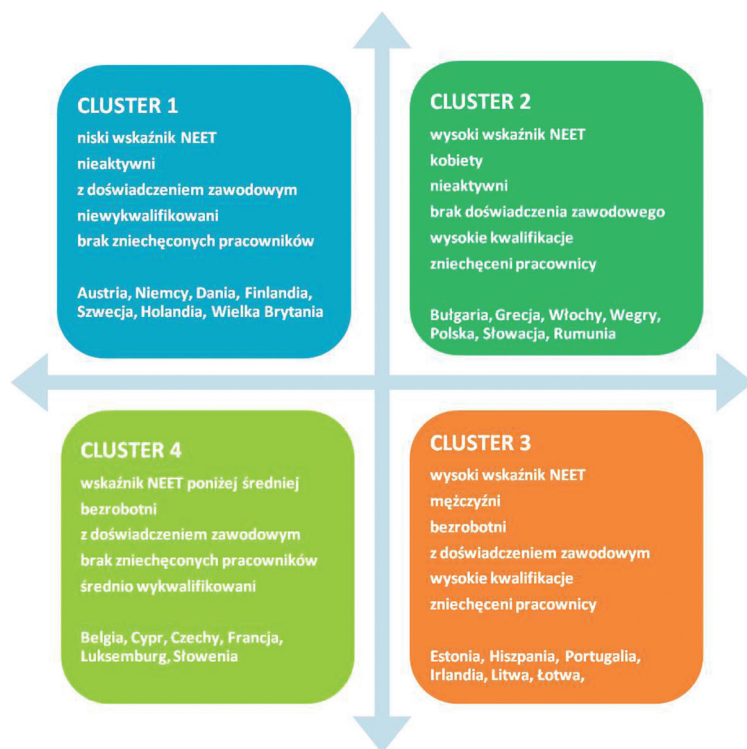 CLUSTER 1
niski wskaźnik NEET
nieaktywni
z doświadczeniem zawodowym
niewykwalifikowani
brak zniechęconych pracowników
Austria, Niemcy, Dania, Finlandia,
Szwecja, Holandia, Wielka Brytania
CLUSTER 2
wysoki wskaźnik NEET
kobiety
nieaktywni
brak doświadczenia zawodowego
wysokie kwalifikacje
zniechęceni pracownicy
Bułgaria, Grecja, Włochy, Wegry,
Polska, Słowacja, Rumunia
CLUSTER 4
wskaźnik NEET poniżej średniej
bezrobotni
z doświadczeniem zawodowym
brak zniechęconych pracowników
średnio wykwalifikowani
Belgia, Cypr, Czechy, Francja,
Luksemburg, Słowenia
CLUSTER 3
wysoki wskaźnik NEET
mężczyźni
bezrobotni
z doświadczeniem zawodowym
wysokie kwalifikacje
zniechęceni pracownicy
Estonia, Hiszpania, Portugalia,
Irlandia, Litwa, Łotwa,